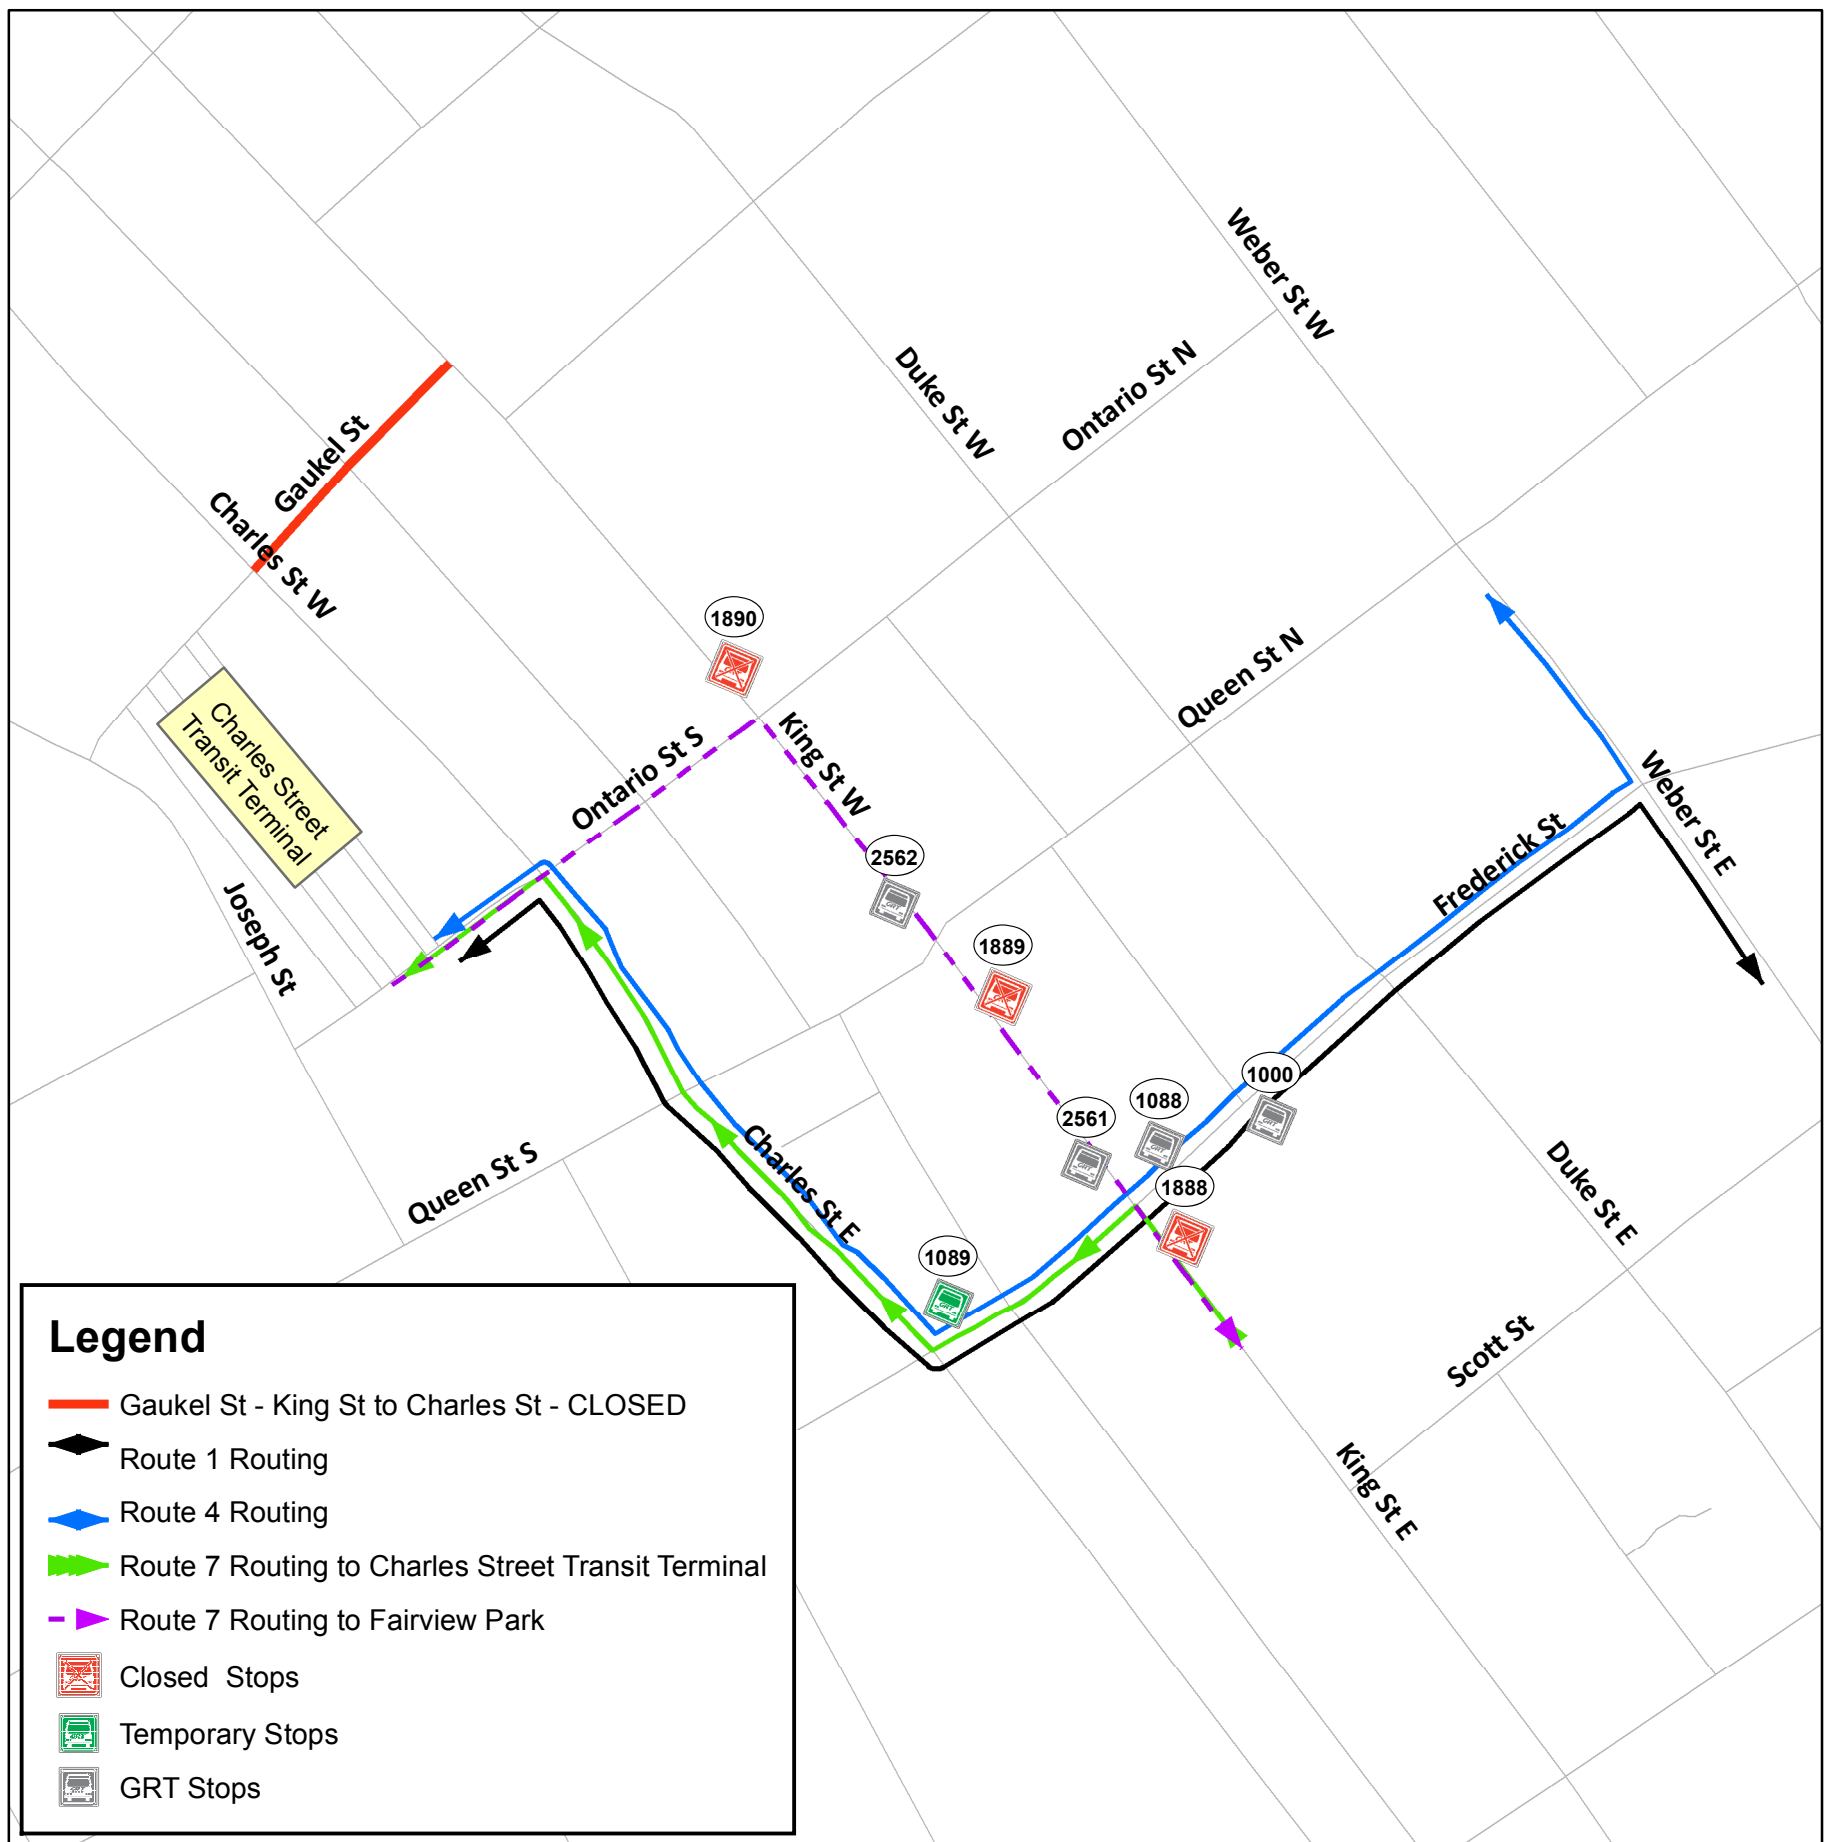 Weber St W
Ontario St N
Duke St W
Gaukel St
Charles St W
1890
Queen St N
Charles Street
Transit Terminal
Ontario St S
King St W
Weber St E
Frederick St
2562
Joseph St
1889
1000
1088
2561
Queen St S
Charles St E
1888
Duke St E
1089
Scott St
King St E
Legend
Gaukel St - King St to Charles St - CLOSED
Route 1 Routing
Route 4 Routing
Route 7 Routing to Charles Street Transit Terminal
Route 7 Routing to Fairview Park
Closed  Stops
Temporary Stops
GRT Stops